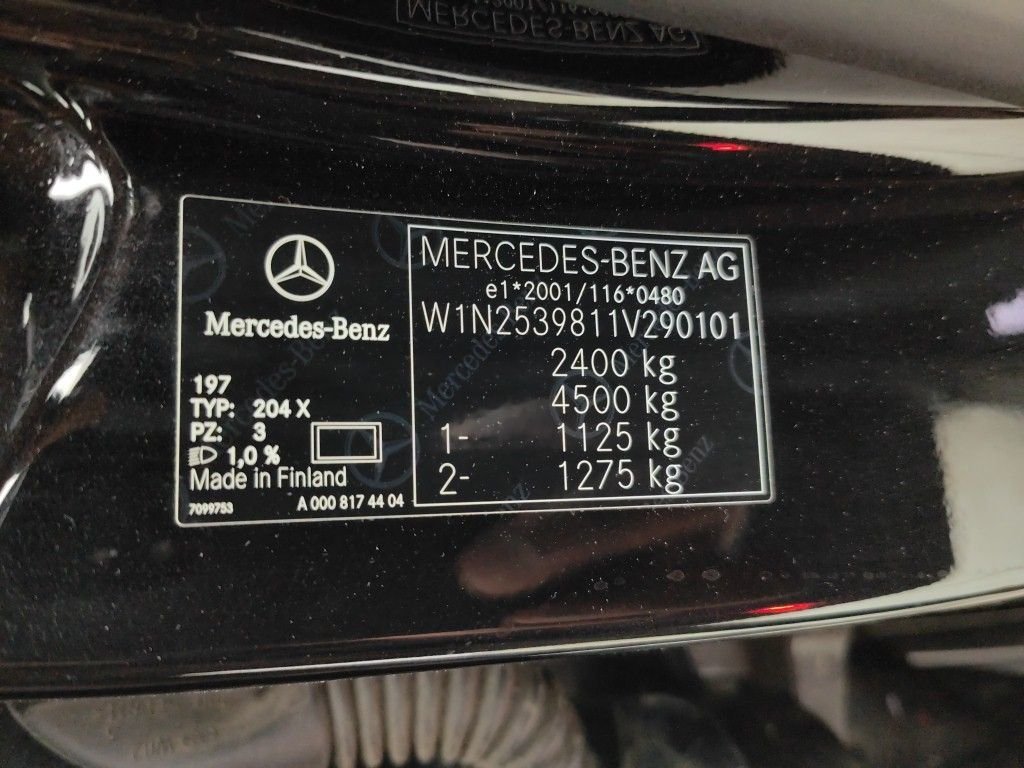 Mercedes-Benz
197
TYP: 204 X
PZ: 3
1,0 %
Made in Finland
7099753 A 000 817 44 04
MERCEDES-BENZ AG
e1*2001/116*0480
W1N2539811V290101
2400 kg
4500 kg
1- 1125 kg
2- 1275 kg